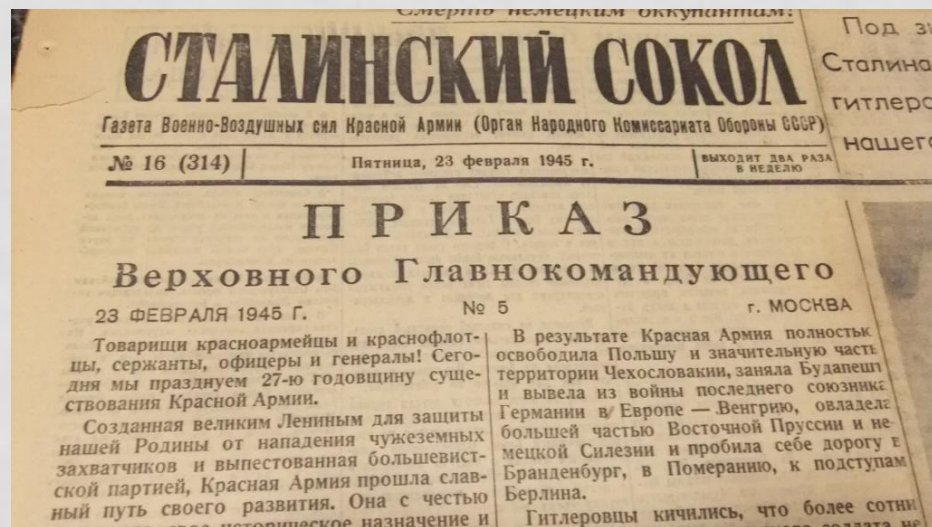 Смерть немецким оккупантам!
СТАЛИНСКИЙ СОКОЛ
Газета Военно-Воздушных сил Красной Армии (Орган Народного Комиссариата Обороны СССР)
№ 16 (314)
Пятница, 23 февраля 1945 г.
ВЫХОДИТ ДВА РАЗА
В НЕДЕЛЮ
Под
Сталина
гитлеро
нашего
ПРИКАЗ
Верховного Главнокомандующего
23 ФЕВРАЛЯ 1945 Г.
№ 5
г. МОСКВА
Товарищи красноармейцы и краснофлот-
цы, сержанты, офицеры и генералы! Сего-
дня мы празднуем 27-ю годовщину суще-
ствования Красной Армии.
Созданная великим Лениным для защиты
нашей Родины от нападения чужеземных
захватчиков и выпестованная большевист-
ской партией, Красная Армия прошла слав-
ный путь своего развития. Она с честью
историческое назначение и
В результате Красная Армия полностью
освободила Польшу и значительную часть
территории Чехословакии, заняла Будапешт
и вывела из войны последнего союзника
Германии в Европе — Венгрию, овладела
большей частью Восточной Пруссии и не-
мецкой Силезии и пробила себе дорогу в
Бранденбург, в Померанию, к подступам
Берлина.
Гитлеровцы кичились, что более сотни